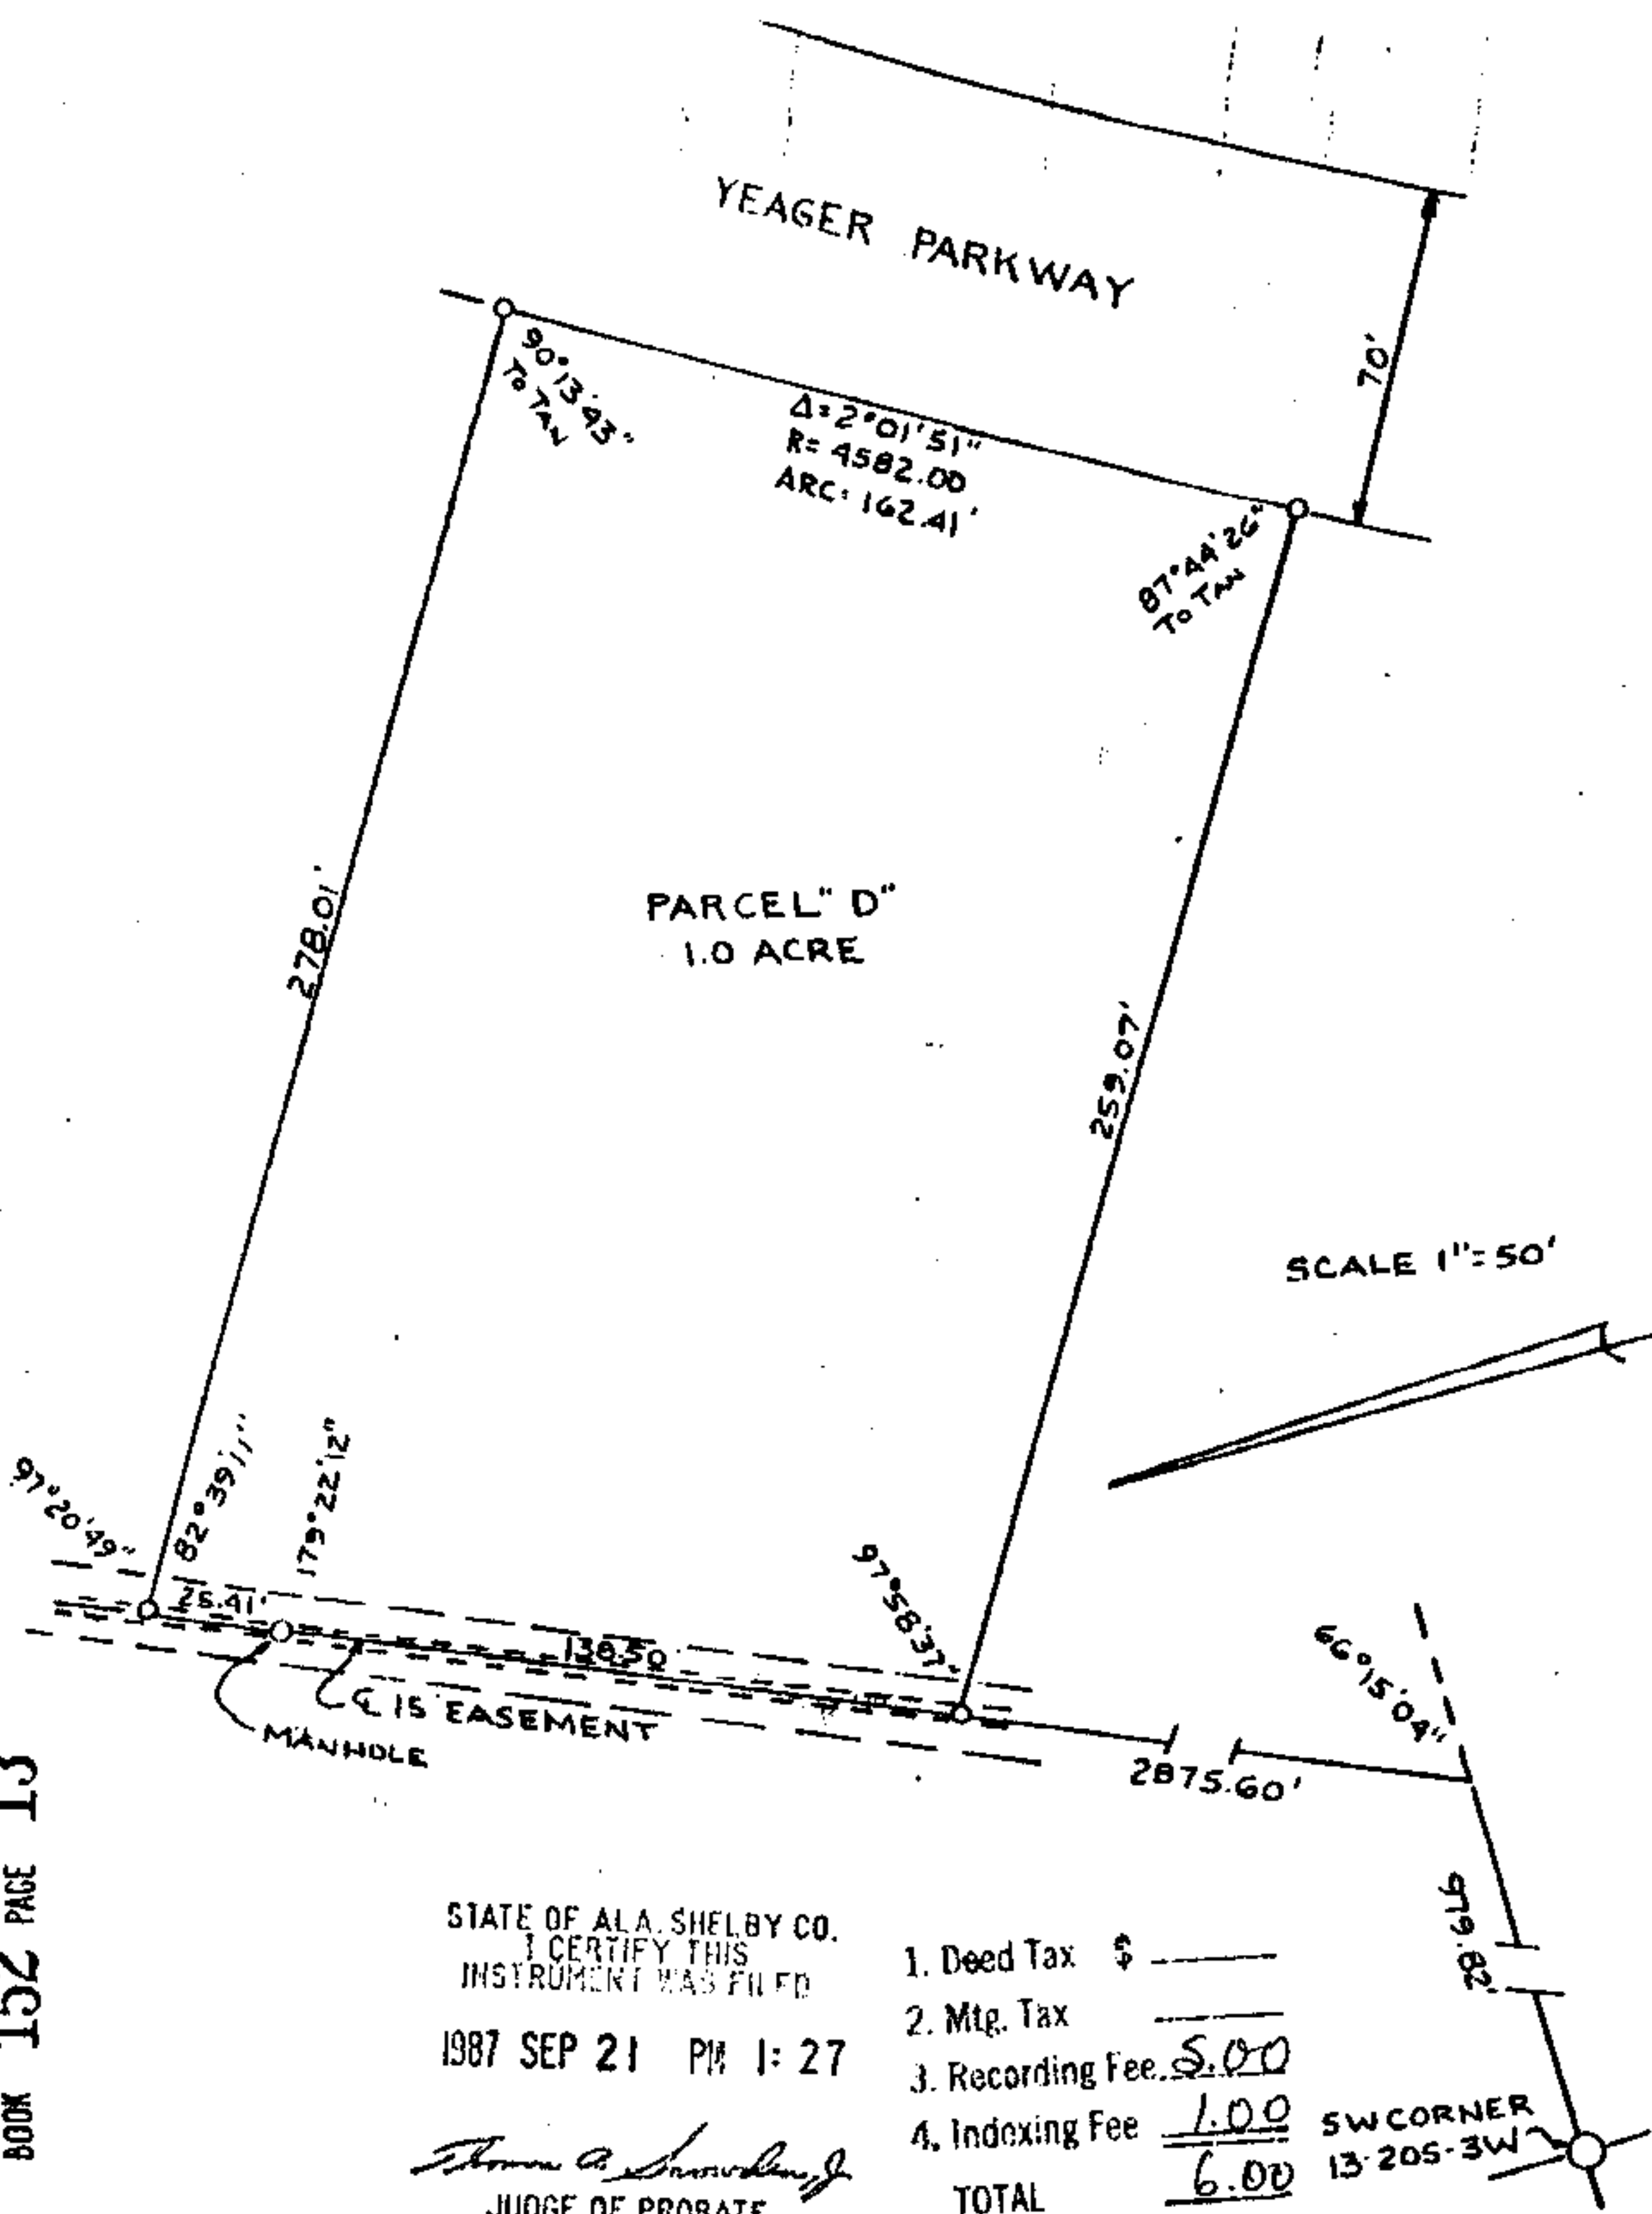 YEAGER PARKWAY
70'
90°13'43"
TO TAN
Δ=2°01'51"
R= 4582.00
ARC= 162.41'
87°44'26"
TO TAN
278.01'
PARCEL "D"
1.0 ACRE
259.07'
SCALE 1"=50'
97°20'49"
82°39'11"
179°22'12"
97°58'37"
25.41'
138.50
66°15'04"
℄ 15' EASEMENT
MANHOLE
2875.60'
979.82'
BOOK 152 PAGE 13
STATE OF ALA. SHELBY CO.
I CERTIFY THIS
INSTRUMENT WAS FILED
1987 SEP 21 PM 1:27
JUDGE OF PROBATE
1. Deed Tax $
2. Mtg. Tax
3. Recording Fee 5.00
4. Indexing Fee 1.00
TOTAL 6.00
SW CORNER
13-20S-3W